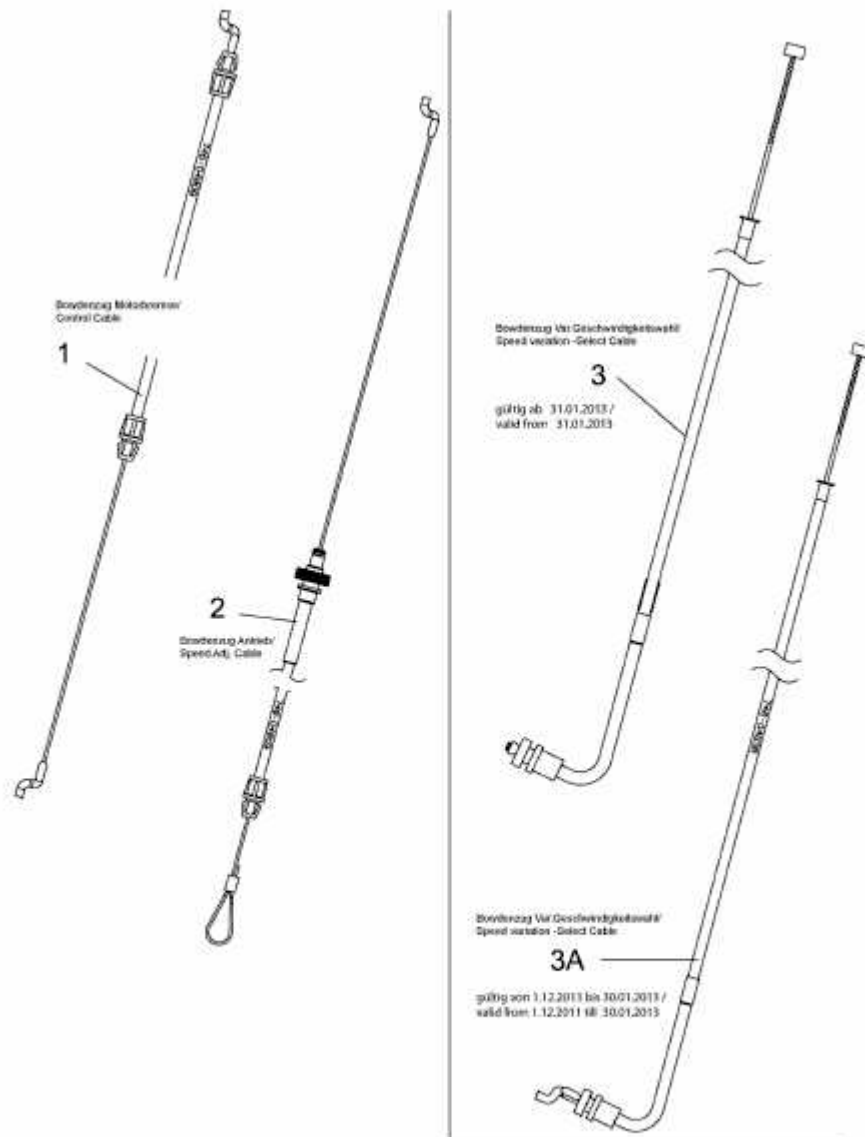 Bowdenzug Motorbremse/
Control Cable
1
2
Bowdenzug Antrieb/
Speed Adj. Cable
Bowdenzug Var.Geschwindigkeitswahl/
Speed variation -Select Cable
3
gültig ab 31.01.2013 /
valid from 31.01.2013
Bowdenzug Var.Geschwindigkeitswahl/
Speed variation -Select Cable
3A
gültig von 1.12.2013 bis 30.01.2013 /
valid from 1.12.2011 till 30.01.2013